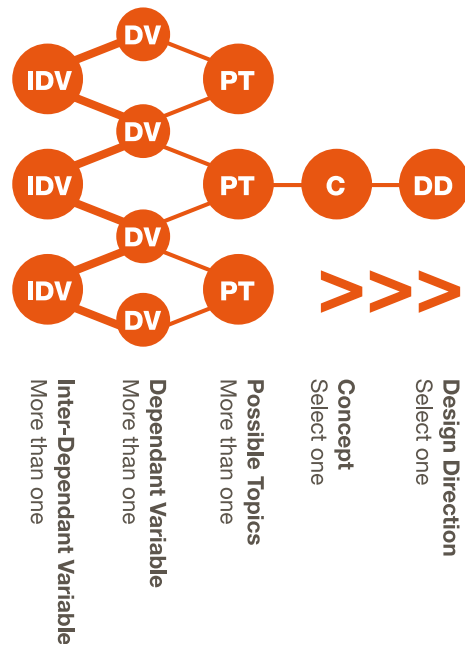 DV
IDV
PT
DV
IDV
PT
C
DD
DV
IDV
PT
DV
> > >
Inter-Dependant Variable
More than one
Dependant Variable
More than one
Possible Topics
More than one
Concept
Select one
Design Direction
Select one